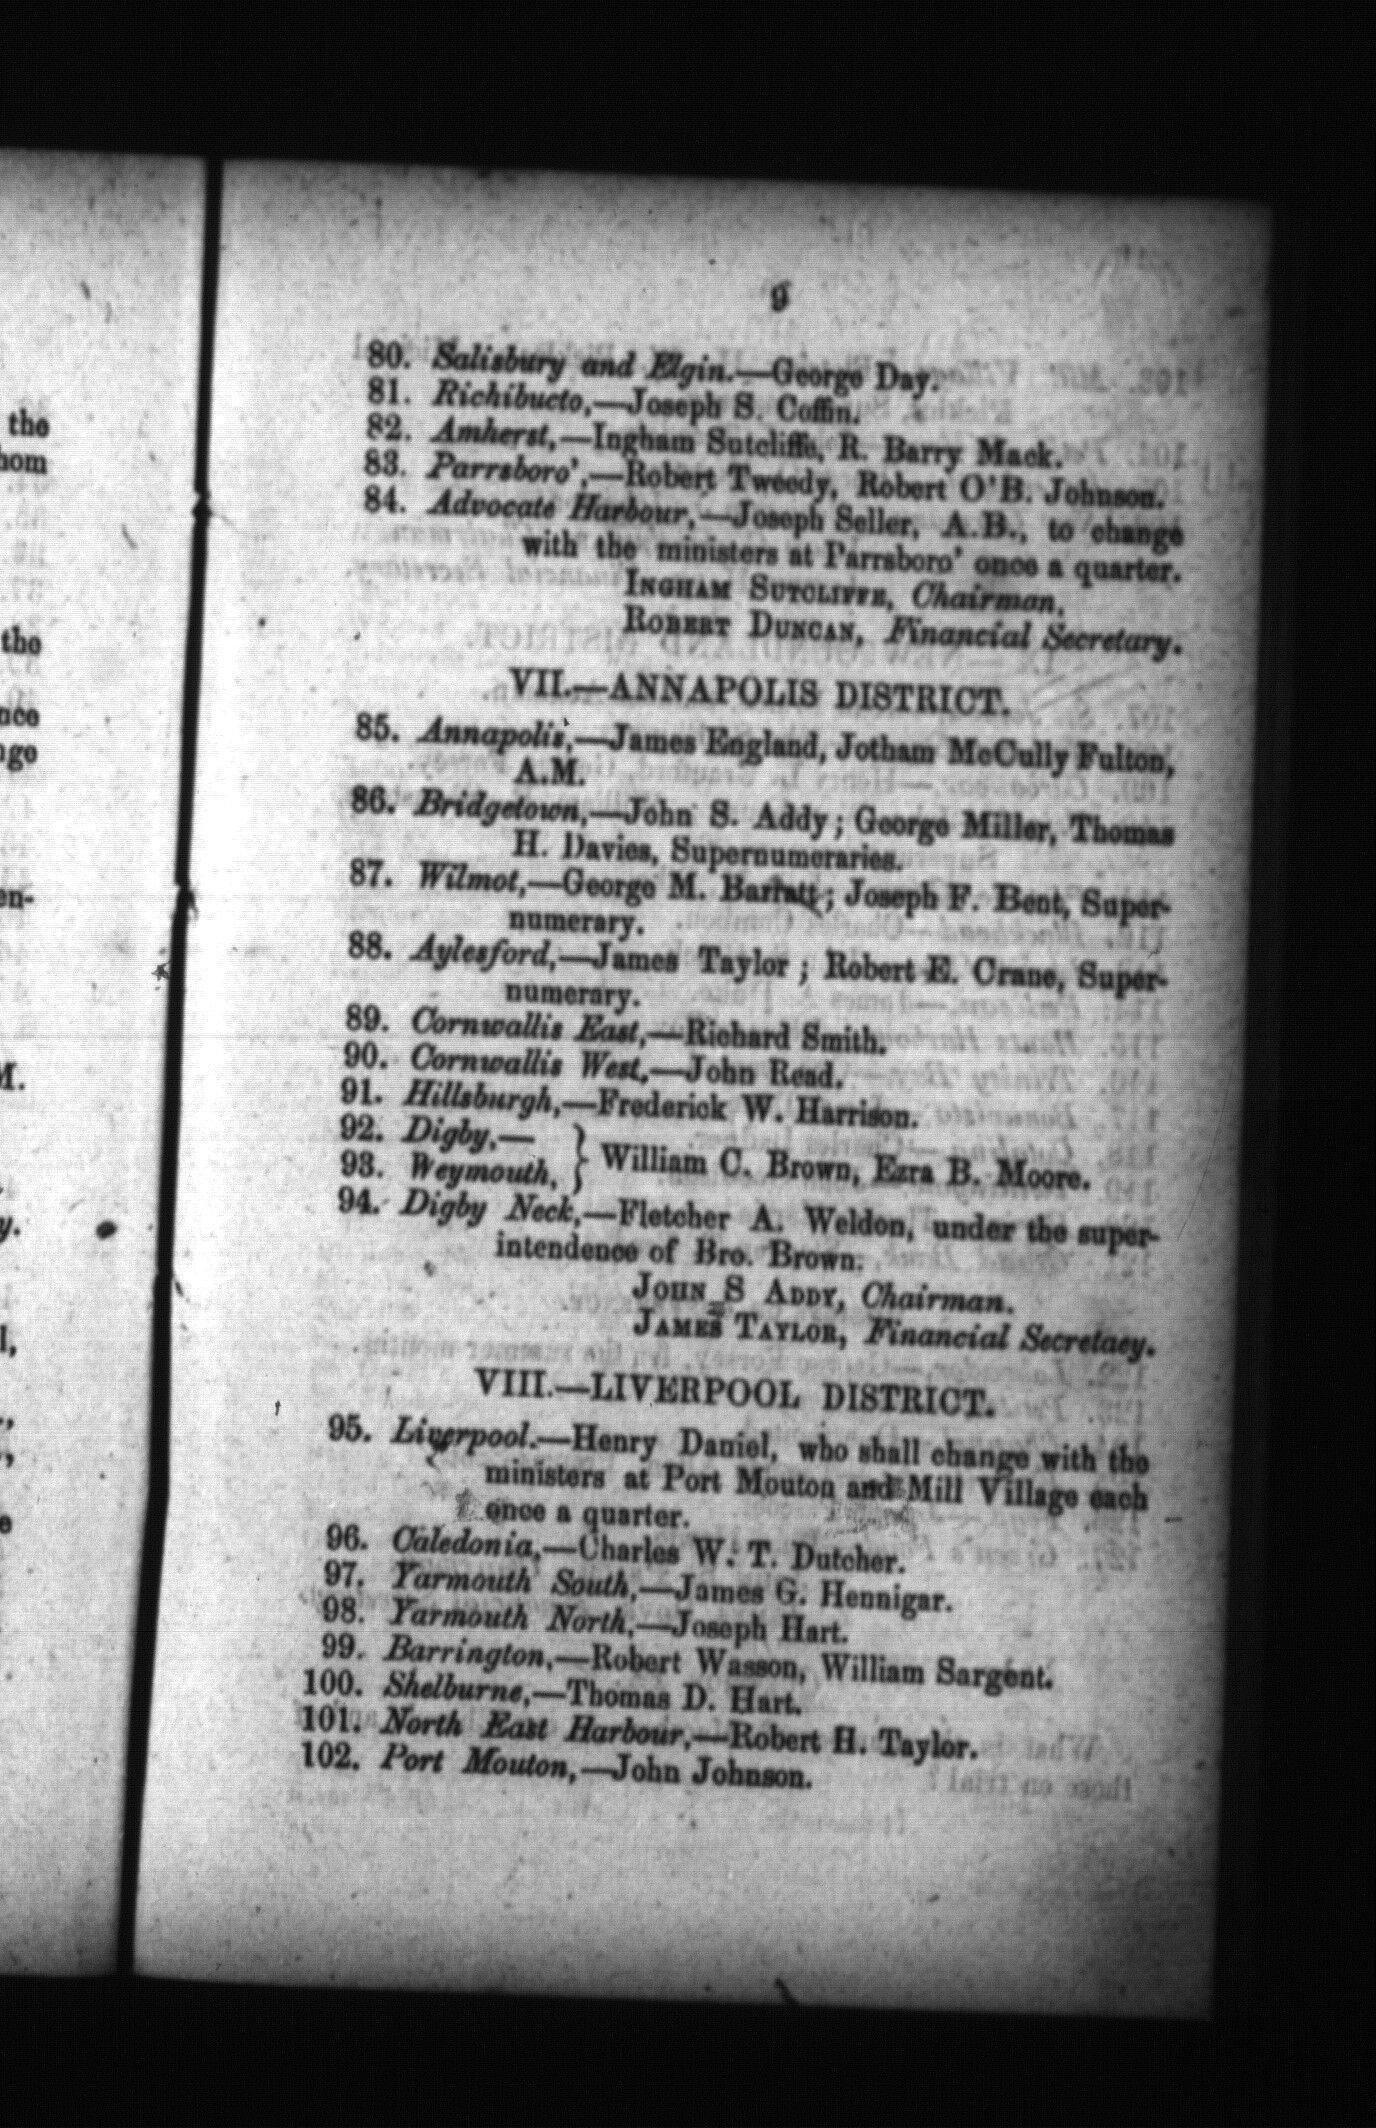 9
80. Salisbury and Elgin.—George Day.
81. Richibucto,—Joseph S. Coffin.
82. Amherst,—Ingham Sutcliffe, R. Barry Mack.
83. Parrsboro',—Robert Tweedy, Robert O'B. Johnson.
84. Advocate Harbour,—Joseph Seller, A.B., to change
with the ministers at Parrsboro' once a quarter.
INGHAM SUTCLIFFE, Chairman.
ROBERT DUNCAN, Financial Secretary.
VII.—ANNAPOLIS DISTRICT.
85. Annapolis,—James England, Jotham McCully Fulton,
A.M.
86. Bridgetown,—John S. Addy; George Miller, Thomas
H. Davies, Supernumeraries.
87. Wilmot,—George M. Barratt; Joseph F. Bent, Super-
numerary.
88. Aylesford,—James Taylor; Robert E. Crane, Super-
numerary.
89. Cornwallis East,—Richard Smith.
90. Cornwallis West.—John Read.
91. Hillsburgh,—Frederick W. Harrison.
92. Digby,—
93. Weymouth, } William C. Brown, Ezra B. Moore.
94. Digby Neck,—Fletcher A. Weldon, under the super-
intendence of Bro. Brown.
JOHN S ADDY, Chairman.
JAMES TAYLOR, Financial Secretaey.
VIII.—LIVERPOOL DISTRICT.
95. Liverpool.—Henry Daniel, who shall change with the
ministers at Port Mouton and Mill Village each
once a quarter.
96. Caledonia,—Charles W. T. Dutcher.
97. Yarmouth South,—James G. Hennigar.
98. Yarmouth North,—Joseph Hart.
99. Barrington,—Robert Wasson, William Sargent.
100. Shelburne,—Thomas D. Hart.
101. North East Harbour,—Robert H. Taylor.
102. Port Mouton,—John Johnson.